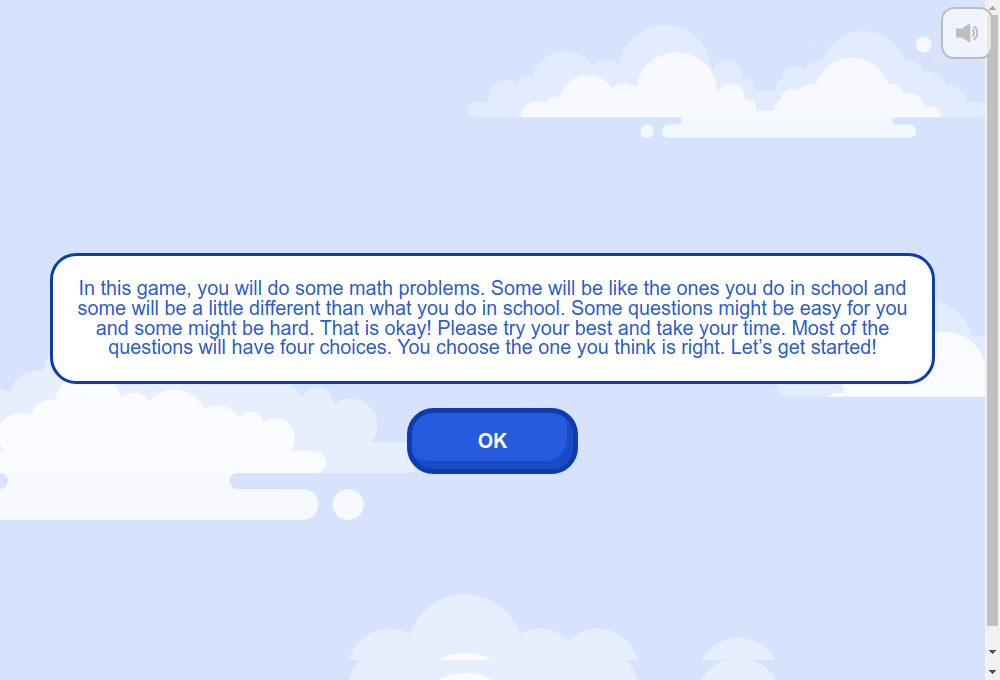 In this game, you will do some math problems. Some will be like the ones you do in school and
some will be a little different than what you do in school. Some questions might be easy for you
and some might be hard. That is okay! Please try your best and take your time. Most of the
questions will have four choices. You choose the one you think is right. Let’s get started!
OK